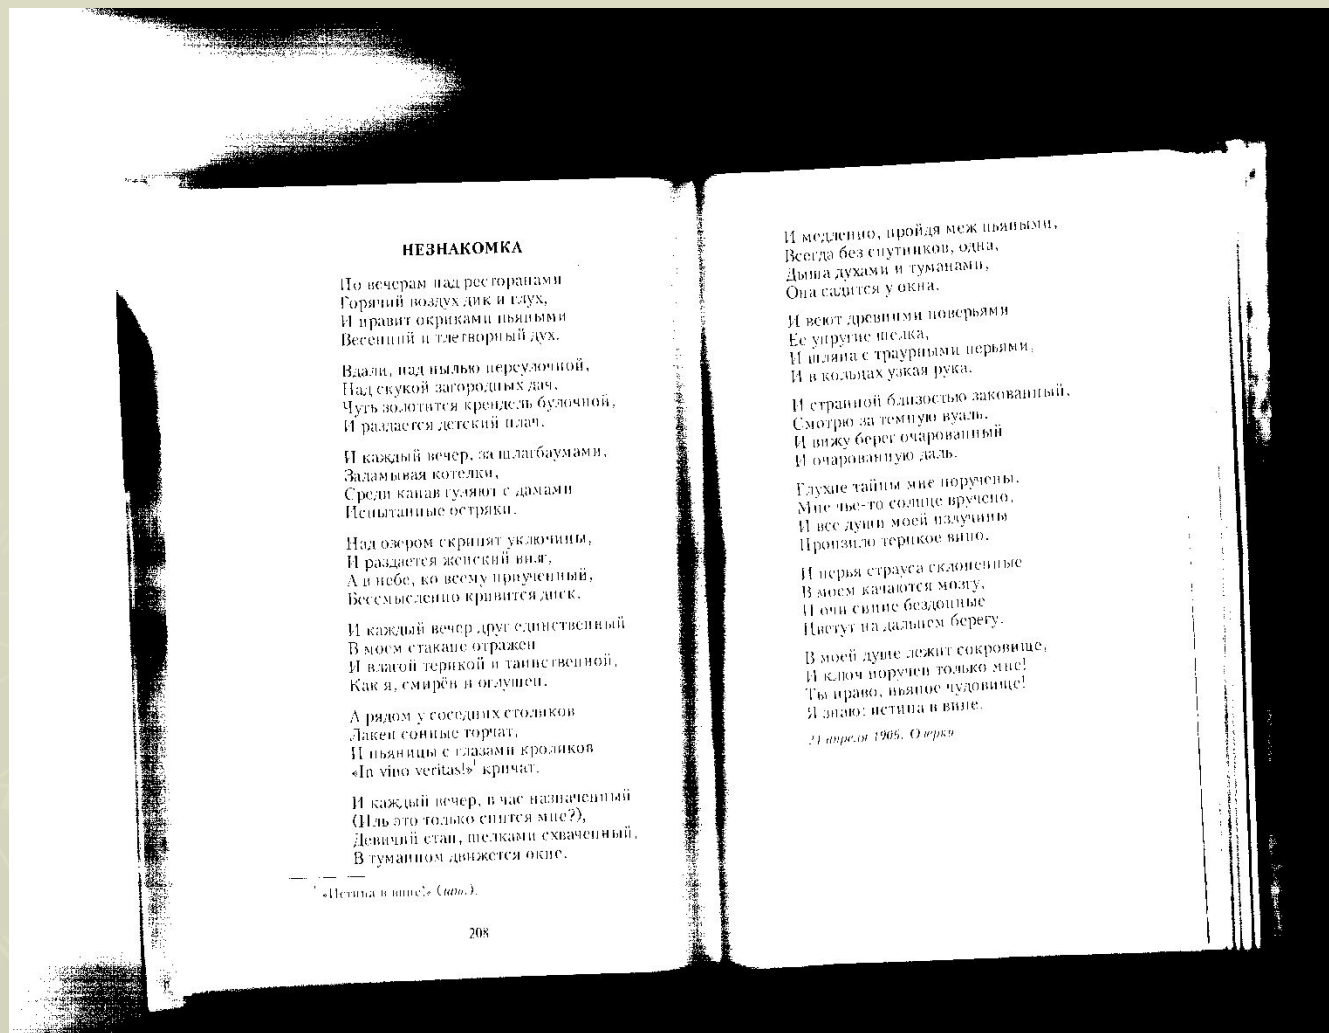 НЕЗНАКОМКА
По вечерам над ресторанами
Горячий воздух дик и глух,
И правит окриками пьяными
Весенний и тлетворный дух.
Вдали, над пылью переулочной,
Над скукой загородных дач,
Чуть золотится крендель булочной,
И раздается детский плач.
И каждый вечер, за шлагбаумами,
Заламывая котелки,
Среди канав гуляют с дамами
Испытанные остряки.
Над озером скрипят уключины,
И раздается женский визг,
А в небе, ко всему приученный,
Бессмысленно кривится диск.
И каждый вечер друг единственный
В моем стакане отражен
И влагой терпкой и таинственной,
Как я, смирён и оглушен.
А рядом у соседних столиков
Лакеи сонные торчат,
И пьяницы с глазами кроликов
«In vino veritas!»¹ кричат.
И каждый вечер, в час назначенный
(Иль это только снится мне?),
Девичий стан, шелками схваченный,
В туманном движется окне.
¹ «Истина в вине!» (лат.).
208
И медленно, пройдя меж пьяными,
Всегда без спутников, одна,
Дыша духами и туманами,
Она садится у окна.
И веют древними поверьями
Ее упругие шелка,
И шляпа с траурными перьями,
И в кольцах узкая рука.
И странной близостью закованный,
Смотрю за темную вуаль,
И вижу берег очарованный
И очарованную даль.
Глухие тайны мне поручены,
Мне чье-то солнце вручено,
И все души моей излучины
Пронзило терпкое вино.
И перья страуса склоненные
В моем качаются мозгу,
И очи синие бездонные
Цветут на дальнем берегу.
В моей душе лежит сокровище,
И ключ поручен только мне!
Ты право, пьяное чудовище!
Я знаю: истина в вине.
24 апреля 1906. Озерки